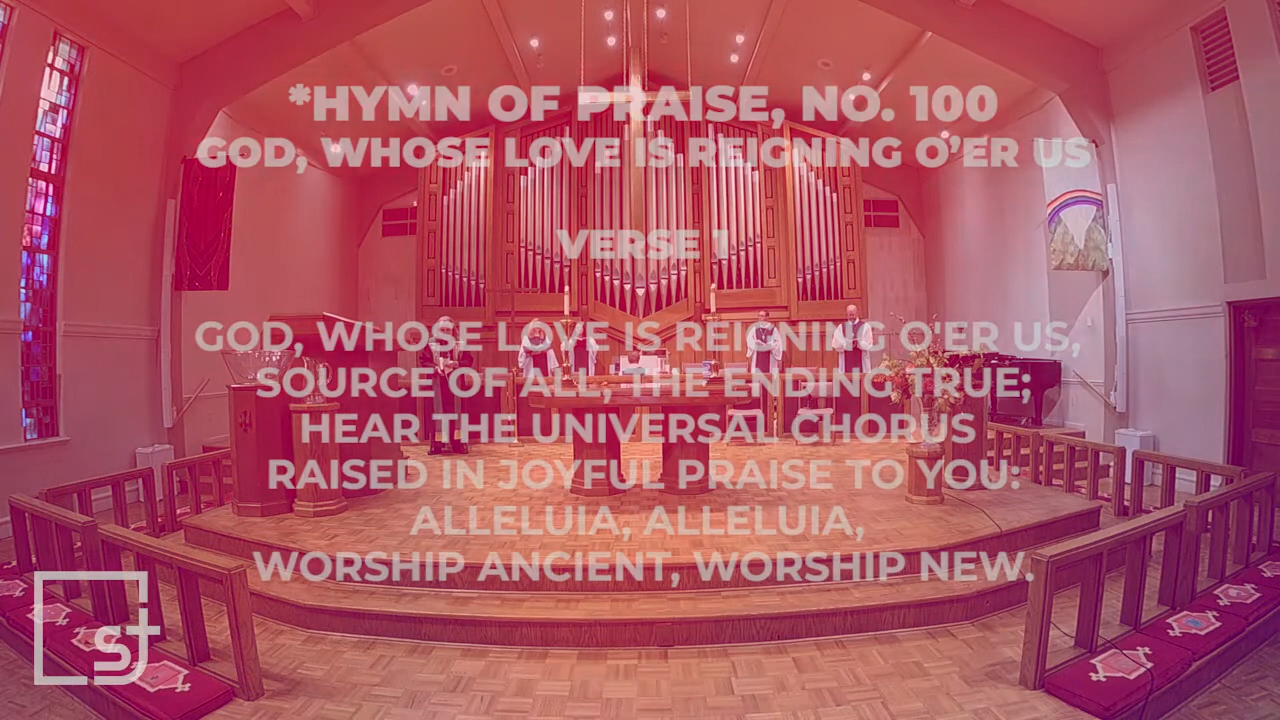 *HYMN OF PRAISE, NO. 100
GOD, WHOSE LOVE IS REIGNING O’ER US
VERSE 1
GOD, WHOSE LOVE IS REIGNING O'ER US,
SOURCE OF ALL, THE ENDING TRUE;
HEAR THE UNIVERSAL CHORUS
RAISED IN JOYFUL PRAISE TO YOU:
ALLELUIA, ALLELUIA,
WORSHIP ANCIENT, WORSHIP NEW.
st